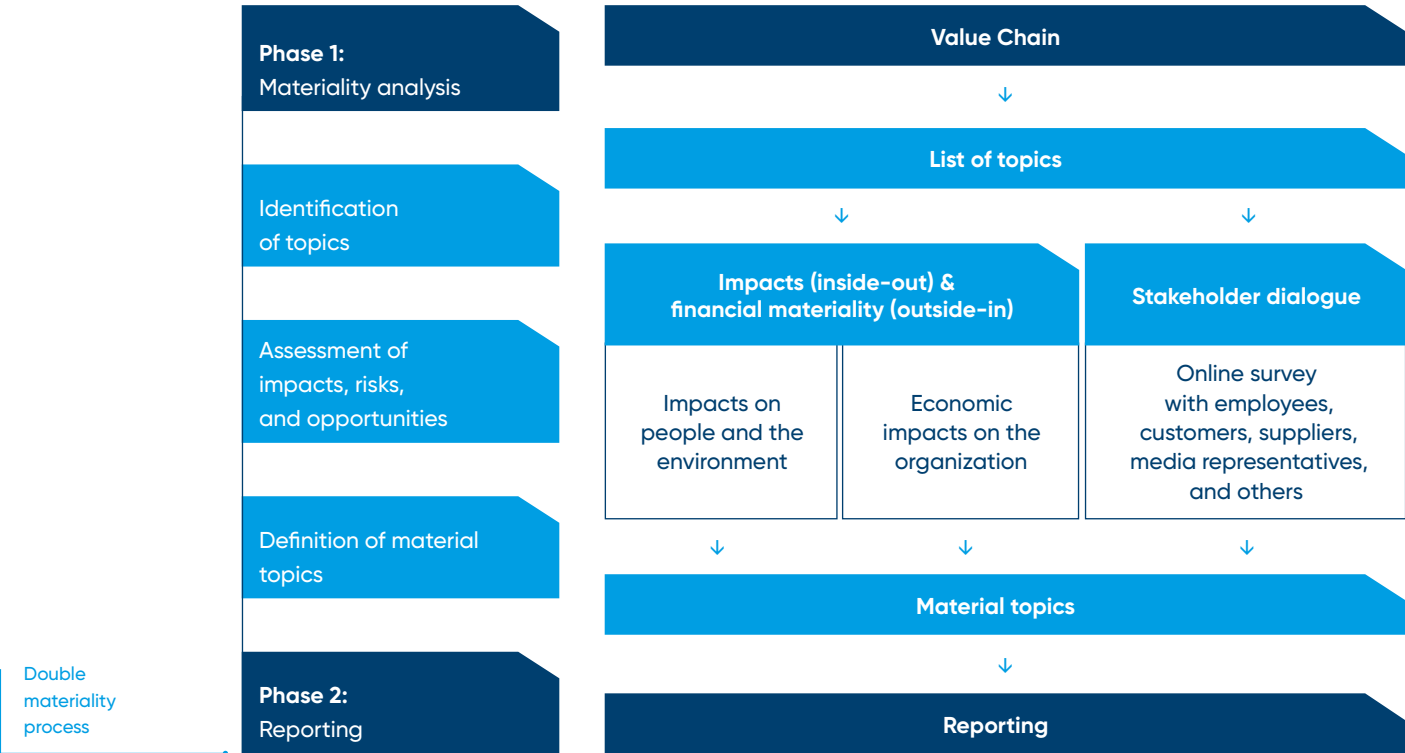 Phase 1:
Materiality analysis
Identification
of topics
Assessment of
impacts, risks,
and opportunities
Definition of material
topics
Phase 2:
Reporting
Value Chain
List of topics
Impacts (inside-out) &
financial materiality (outside-in)
Impacts on
people and the
environment
Economic
impacts on the
organization
Stakeholder dialogue
Online survey
with employees,
customers, suppliers,
media representatives,
and others
Material topics
Reporting
Double
materiality
process